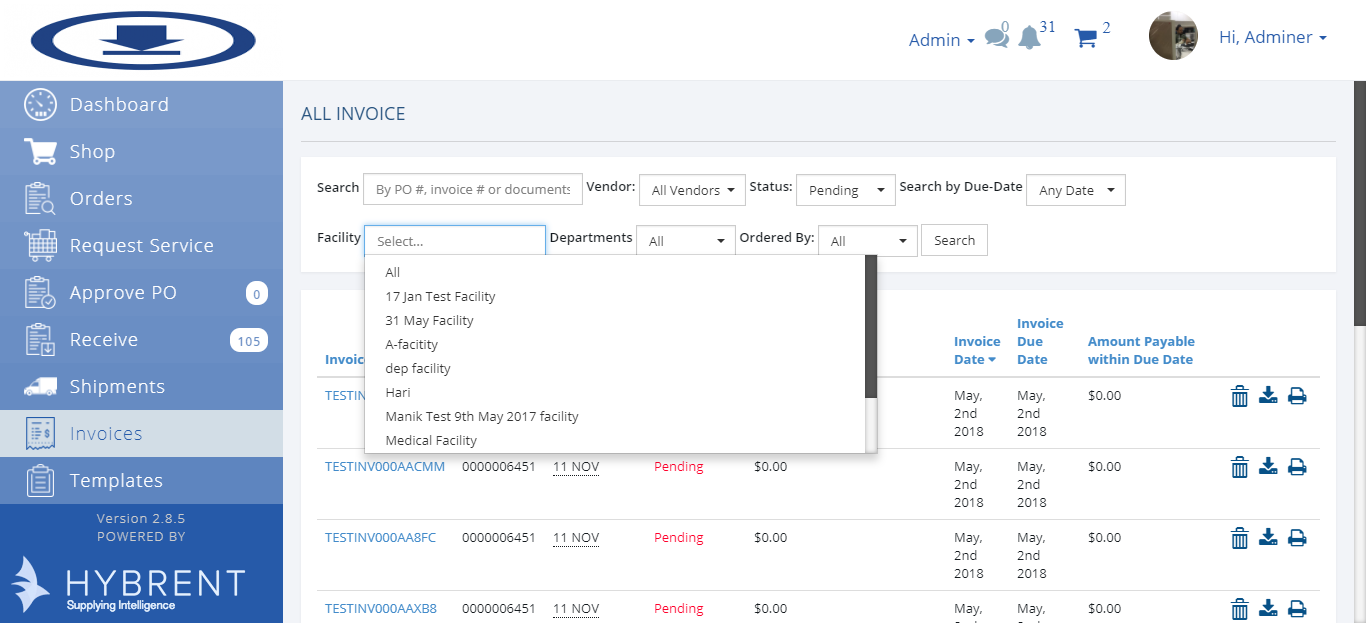 Admin
0
31
2
Hi, Adminer
Dashboard
Shop
Orders
Request Service
Approve PO 0
Receive 105
Shipments
Invoices
Templates
Version 2.8.5
POWERED BY
HYBRENT
Supplying Intelligence
ALL INVOICE
Search By PO #, invoice # or documents Vendor: All Vendors Status: Pending Search by Due-Date Any Date
Facility Select... Departments All Ordered By: All Search
All
17 Jan Test Facility
31 May Facility
A-facitity
dep facility
Hari
Manik Test 9th May 2017 facility
Medical Facility
Invoice Date
Invoice Due Date
Amount Payable within Due Date
May, 2nd 2018 May, 2nd 2018 $0.00
TESTINV000AACMM 0000006451 11 NOV Pending $0.00 May, 2nd 2018 May, 2nd 2018 $0.00
TESTINV000AA8FC 0000006451 11 NOV Pending $0.00 May, 2nd 2018 May, 2nd 2018 $0.00
TESTINV000AAXB8 0000006451 11 NOV Pending $0.00 May, May, $0.00